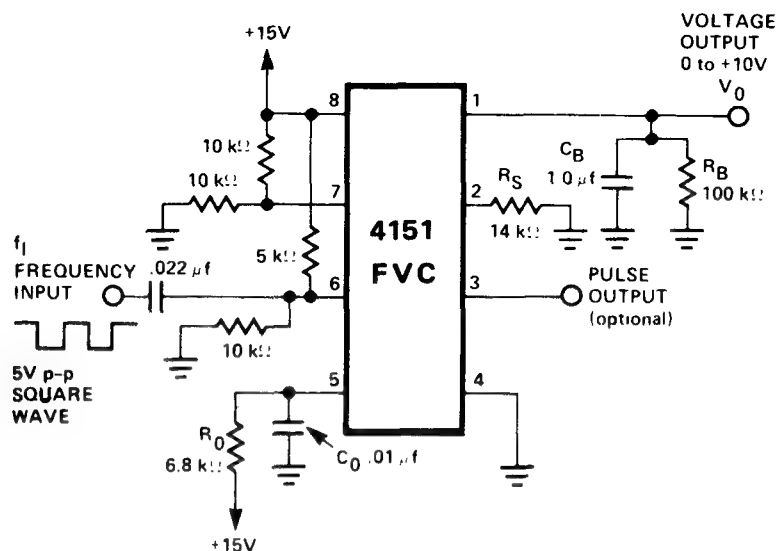 +15V
VOLTAGE
OUTPUT
0 to +10V
V0
8
1
10 kΩ
CB
1.0 μf
RB
100 kΩ
10 kΩ
7
2
RS
14 kΩ
4151
FVC
5 kΩ
fI
FREQUENCY
INPUT
.022 μf
6
3
PULSE
OUTPUT
(optional)
10 kΩ
5V p-p
SQUARE
WAVE
5
4
R0
6.8 kΩ
C0 .01 μf
+15V